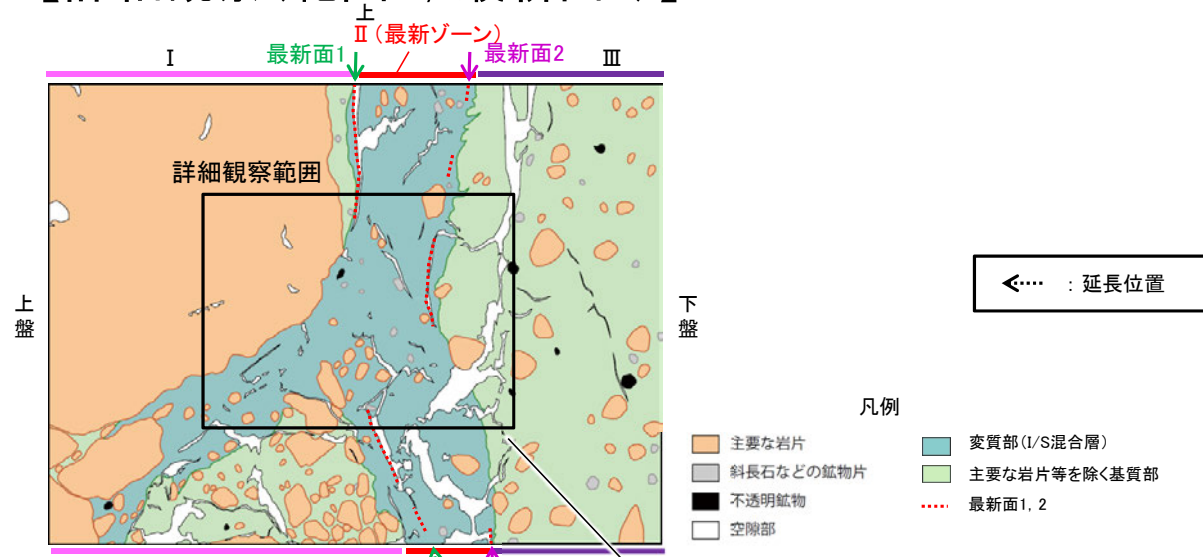 上
Ⅱ（最新ゾーン）
Ⅰ
最新面1
最新面2
Ⅲ
詳細観察範囲
上盤
下盤
：延長位置
凡例
主要な岩片
斜長石などの鉱物片
不透明鉱物
空隙部
変質部（I/S混合層）
主要な岩片等を除く基質部
最新面1, 2